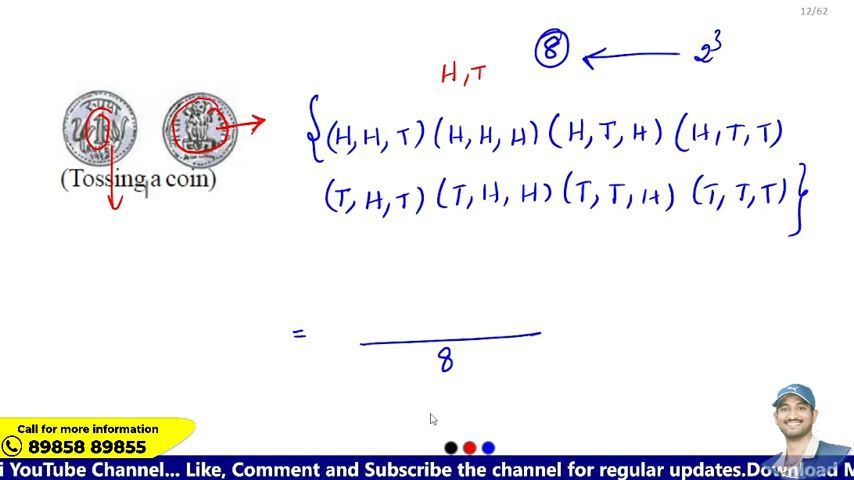 12/62
8 ← 2³
H, T
{(H, H, T) (H, H, H) (H, T, H) (H, T, T)
(T, H, T) (T, H, H) (T, T, H) (T, T, T)}
(Tossing a coin)
=
8
Call for more information
89858 89855
i YouTube Channel... Like, Comment and Subscribe the channel for regular updates.Download M